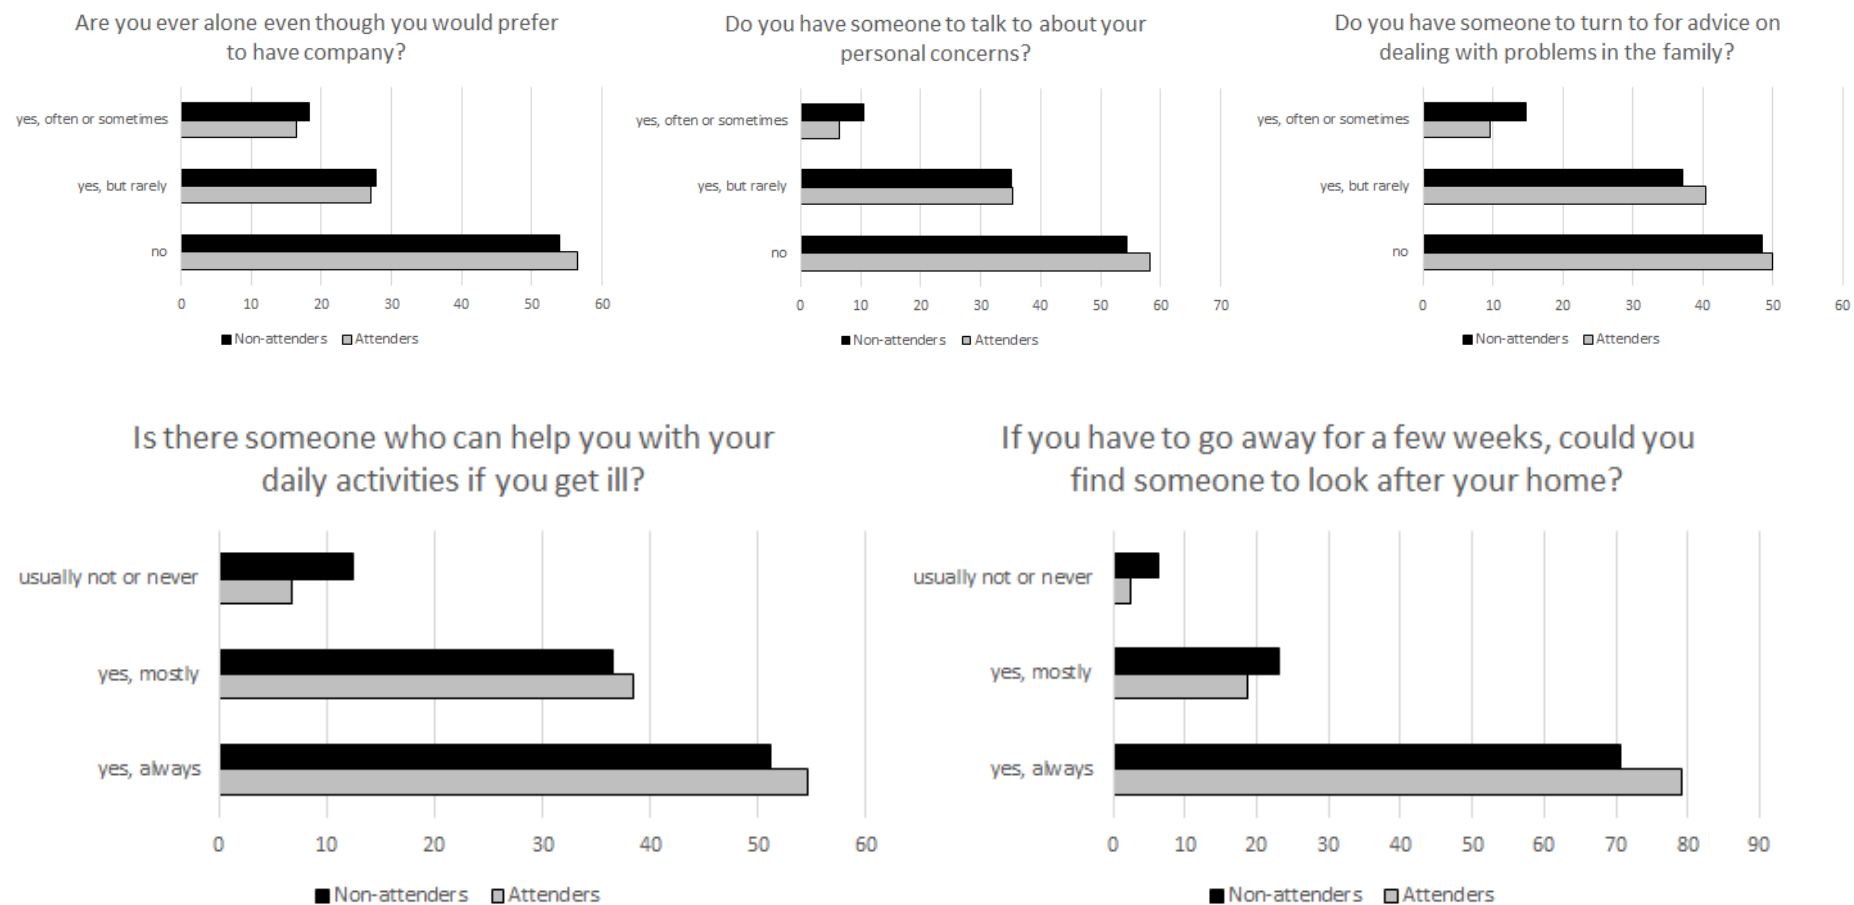 Are you ever alone even though you would prefer
to have company?
yes, often or sometimes
yes, but rarely
no
0 10 20 30 40 50 60
Non-attenders Attenders
Do you have someone to talk to about your
personal concerns?
yes, often or sometimes
yes, but rarely
no
0 10 20 30 40 50 60 70
Non-attenders Attenders
Do you have someone to turn to for advice on
dealing with problems in the family?
yes, often or sometimes
yes, but rarely
no
0 10 20 30 40 50 60
Non-attenders Attenders
Is there someone who can help you with your
daily activities if you get ill?
usually not or never
yes, mostly
yes, always
0 10 20 30 40 50 60
Non-attenders Attenders
If you have to go away for a few weeks, could you
find someone to look after your home?
usually not or never
yes, mostly
yes, always
0 10 20 30 40 50 60 70 80 90
Non-attenders Attenders